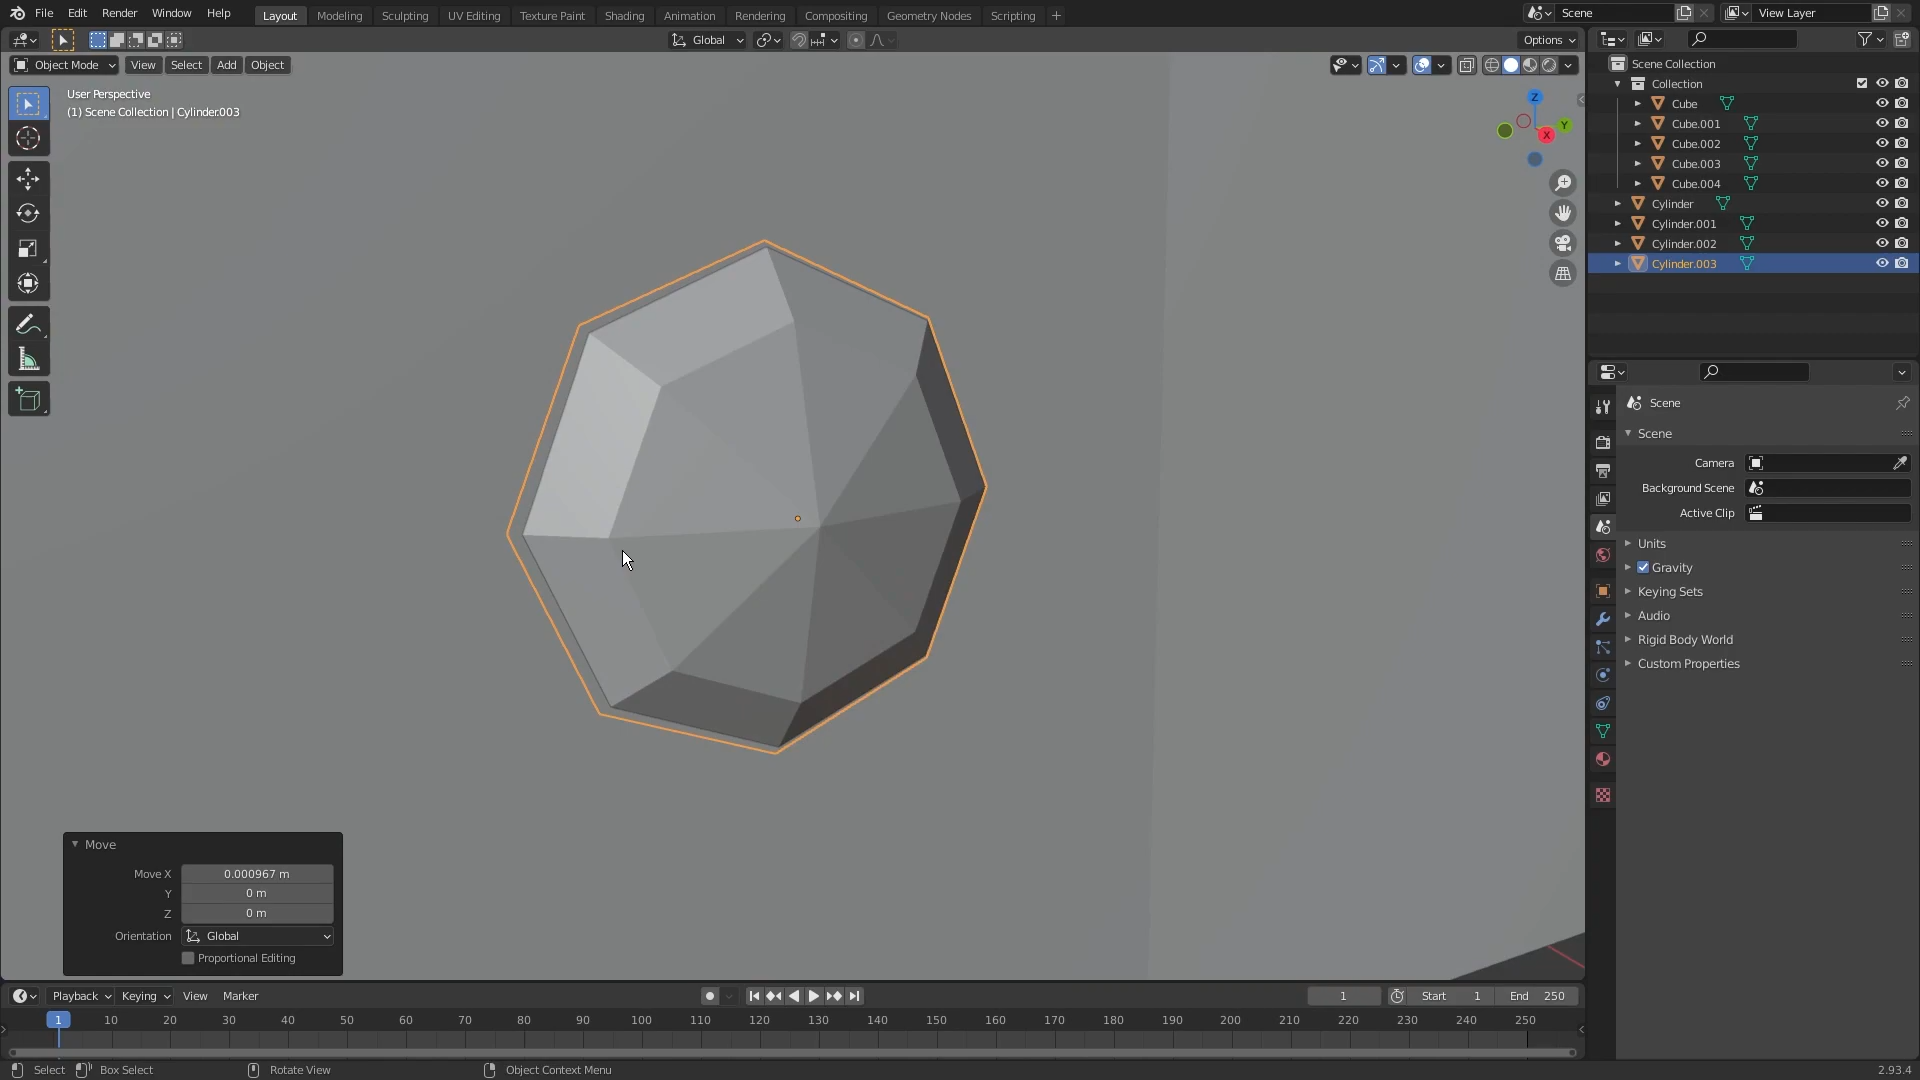 File Edit Render Window Help Layout Modeling Sculpting UV Editing Texture Paint Shading Animation Rendering Compositing Geometry Nodes Scripting + Scene View Layer
Global Options
Object Mode View Select Add Object
User Perspective
(1) Scene Collection | Cylinder.003
Z
Y
X
Scene Collection
Collection
Cube
Cube.001
Cube.002
Cube.003
Cube.004
Cylinder
Cylinder.001
Cylinder.002
Cylinder.003
Scene
Scene
Camera
Background Scene
Active Clip
Units
Gravity
Keying Sets
Audio
Rigid Body World
Custom Properties
Move
Move X 0.000967 m
Y 0 m
Z 0 m
Orientation Global
Proportional Editing
Playback Keying View Marker 1 Start 1 End 250
1 10 20 30 40 50 60 70 80 90 100 110 120 130 140 150 160 170 180 190 200 210 220 230 240 250
Select Box Select Rotate View Object Context Menu 2.93.4